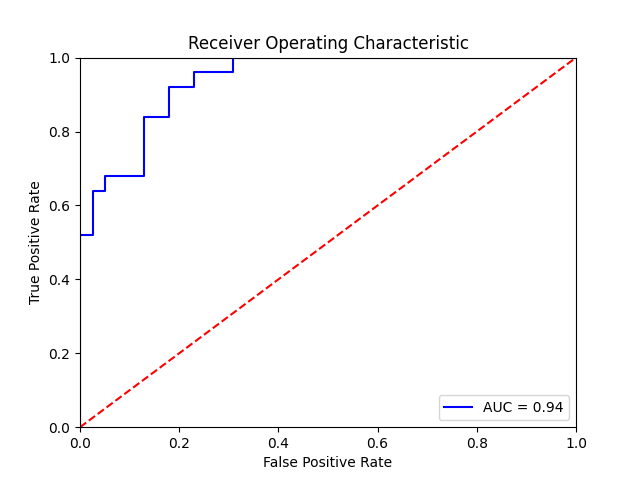 Receiver Operating Characteristic
1.0
0.8
0.6
0.4
0.2
0.0
True Positive Rate
AUC = 0.94
0.0 0.2 0.4 0.6 0.8 1.0
False Positive Rate